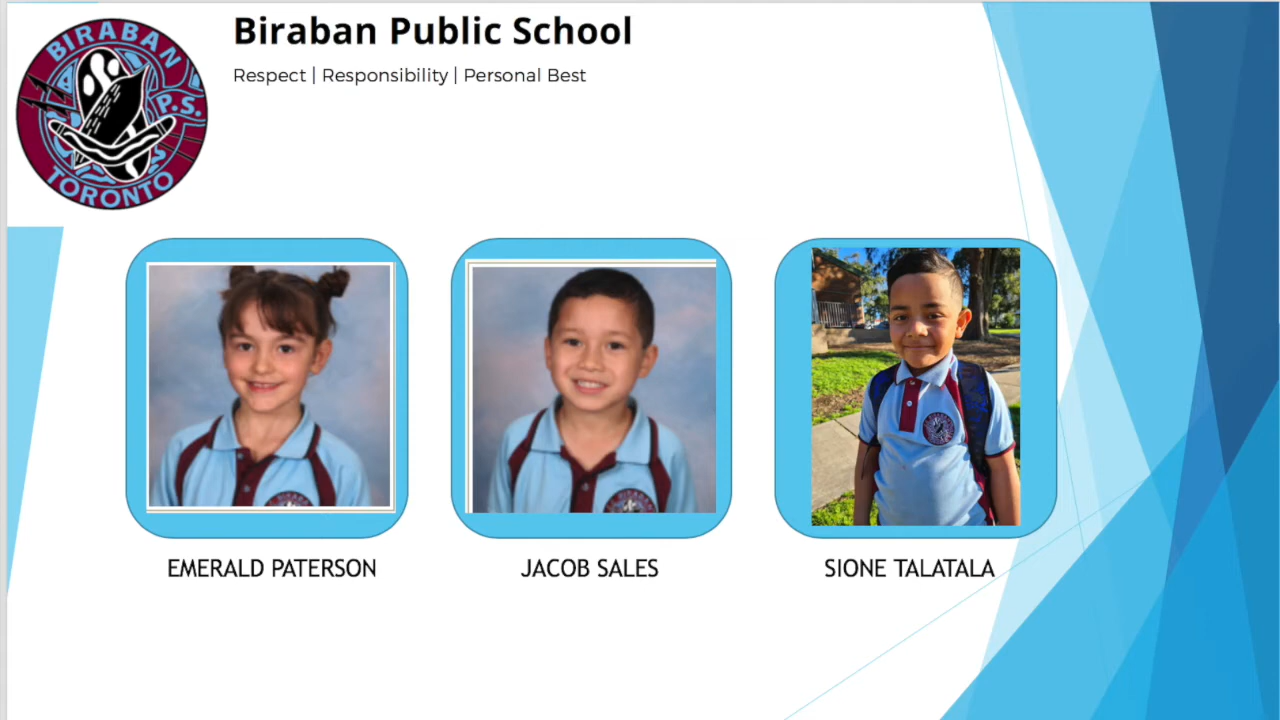 BIRABAN
P.S.
TORONTO
Biraban Public School
Respect | Responsibility | Personal Best
EMERALD PATERSON
JACOB SALES
SIONE TALATALA